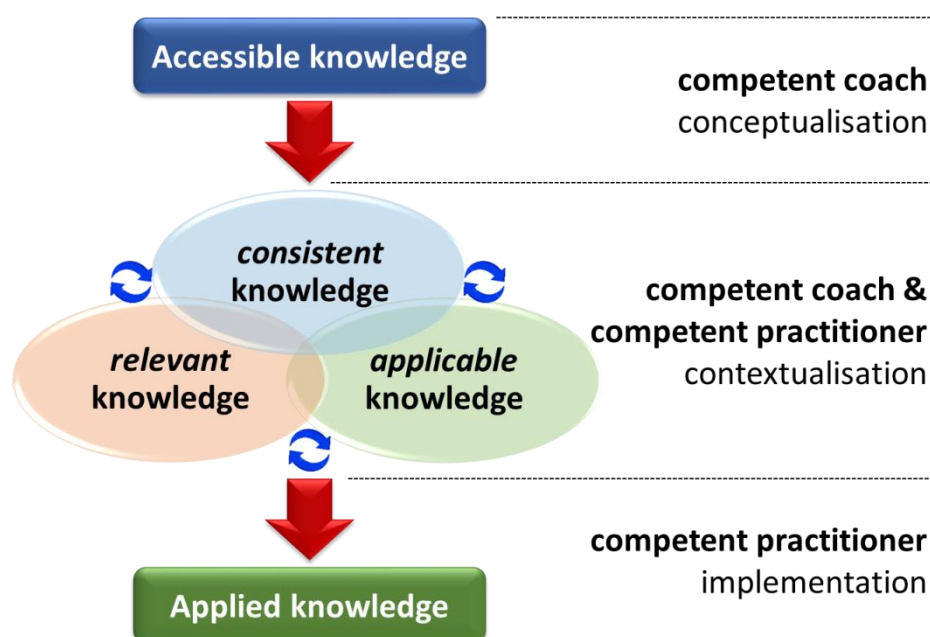 Accessible knowledge
competent coach
conceptualisation
consistent
knowledge
relevant
knowledge
applicable
knowledge
competent coach &
competent practitioner
contextualisation
competent practitioner
implementation
Applied knowledge